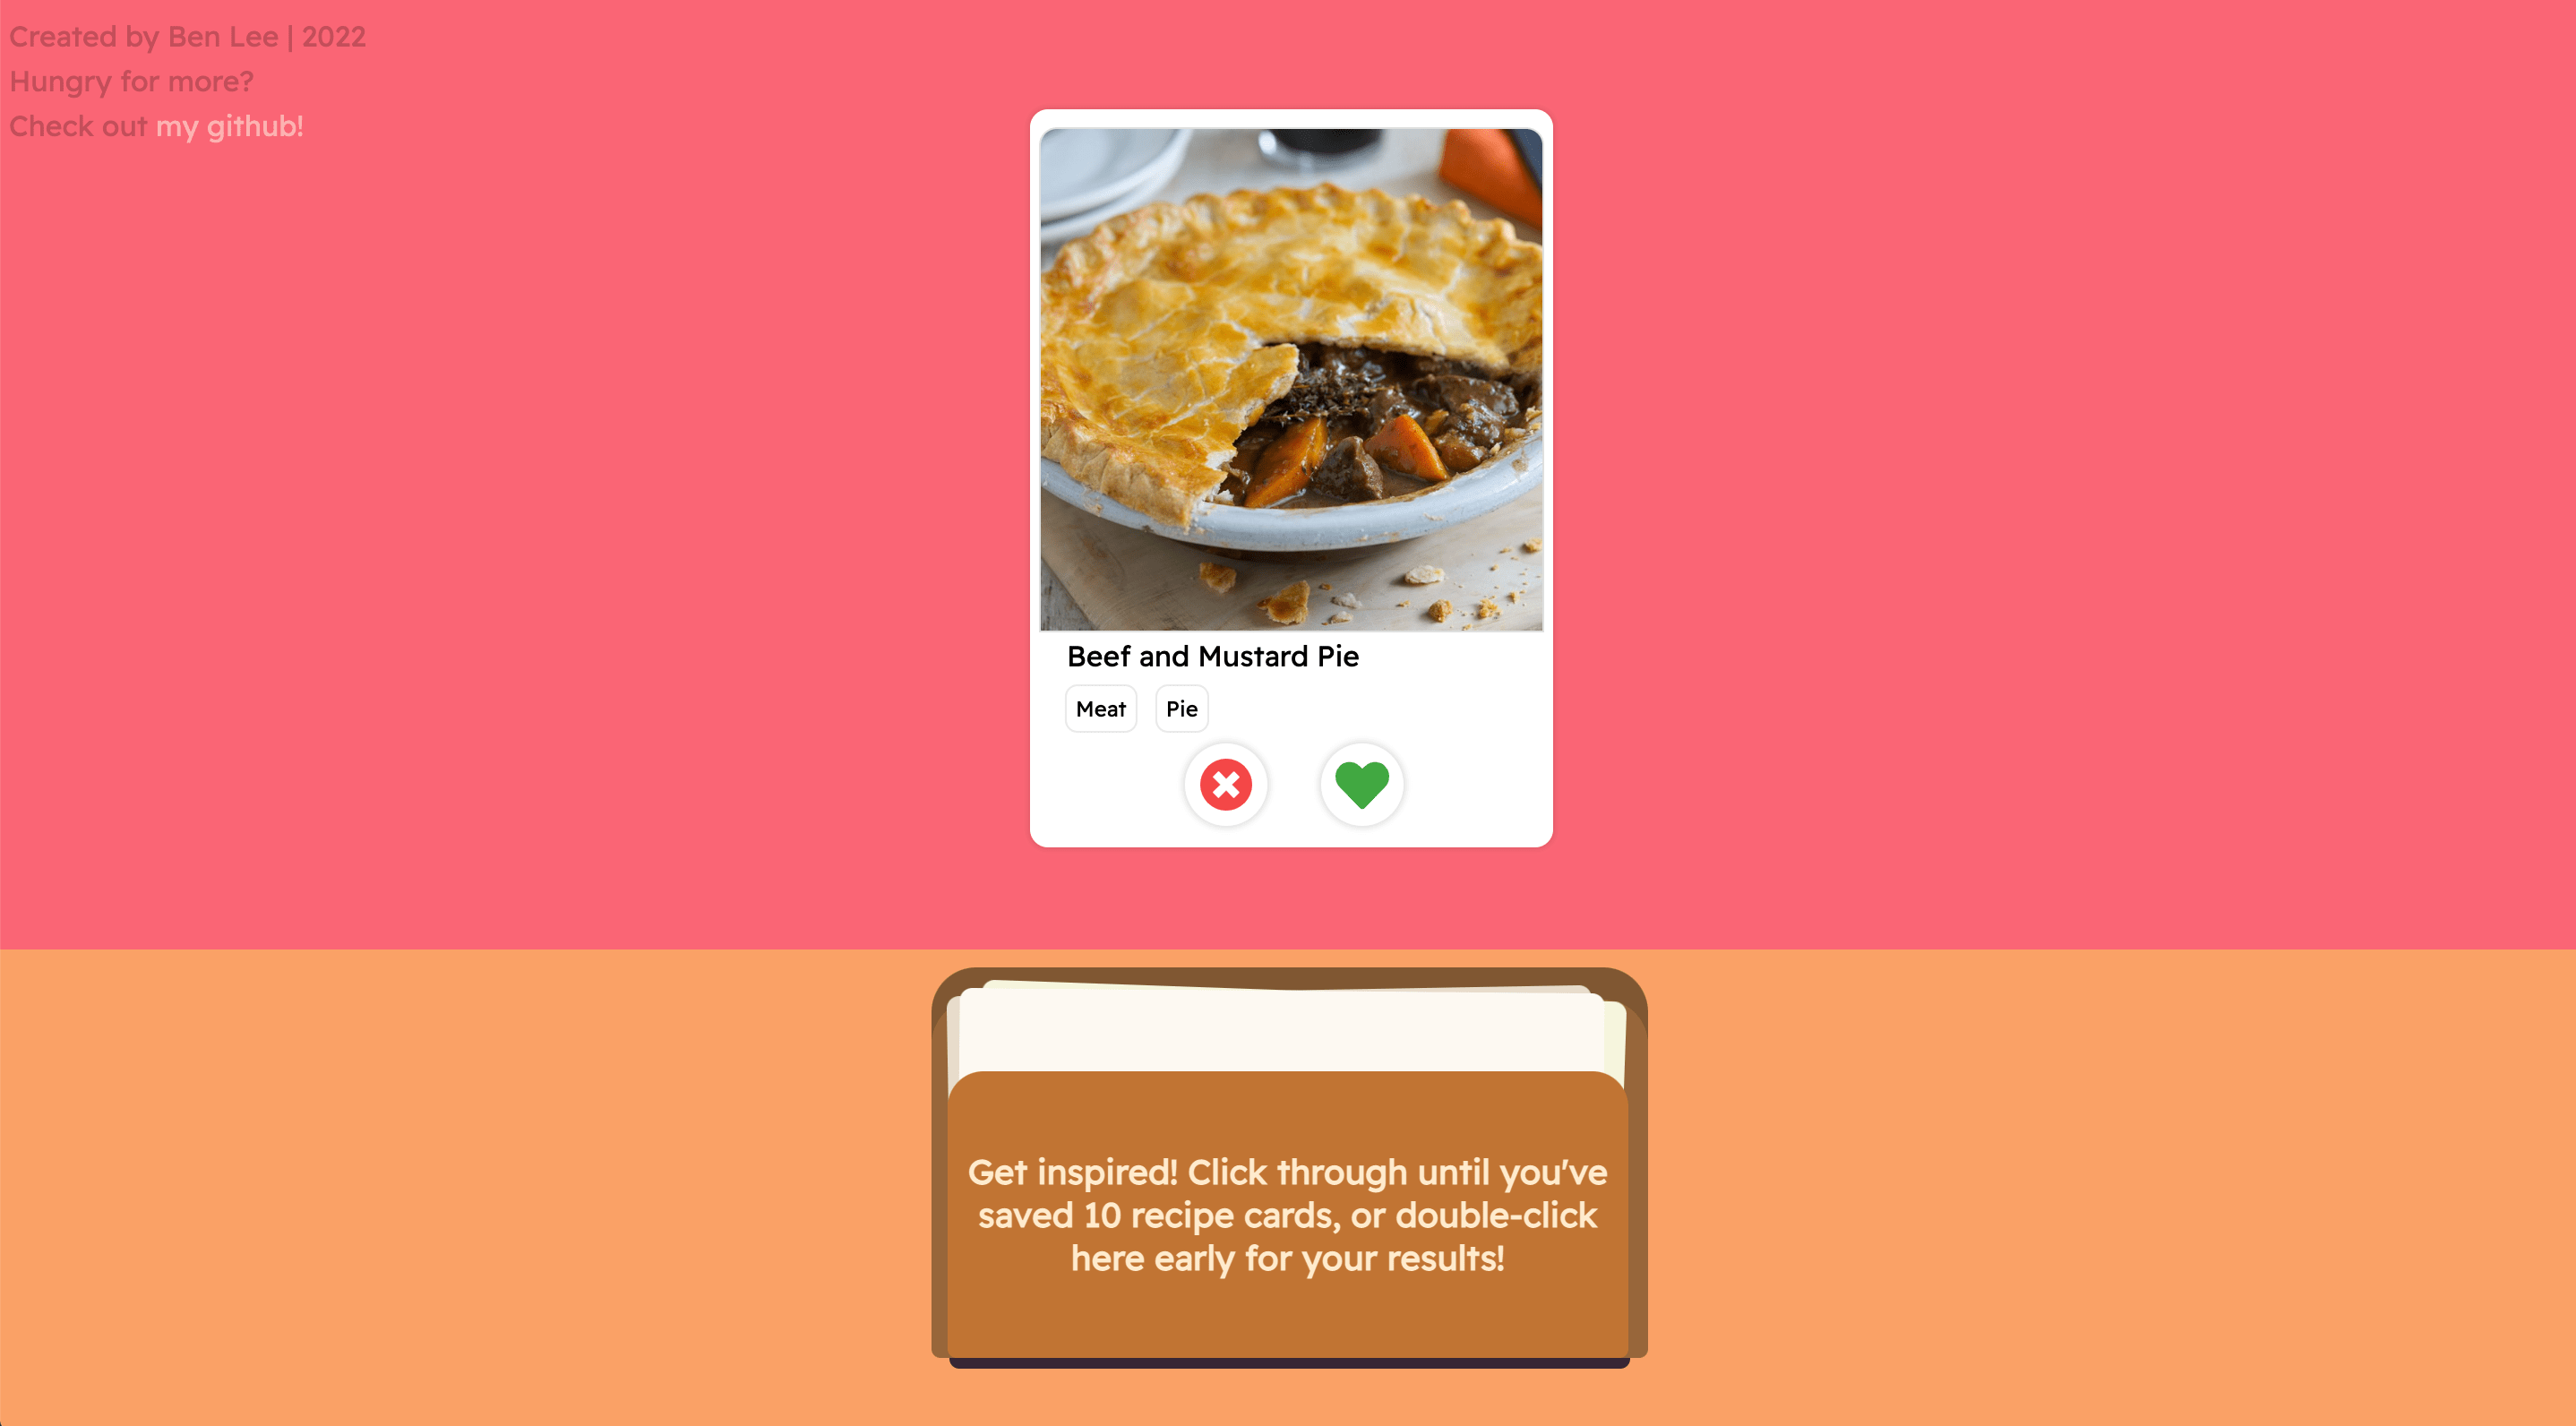 Created by Ben Lee | 2022
Hungry for more?
Check out my github!
Beef and Mustard Pie
Meat
Pie
Get inspired! Click through until you've
saved 10 recipe cards, or double-click
here early for your results!